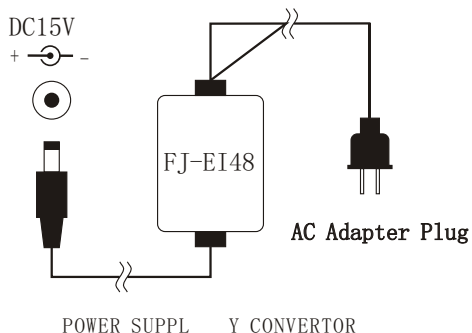 DC15V
+ -
FJ-EI48
AC Adapter Plug
POWER SUPPL Y CONVERTOR